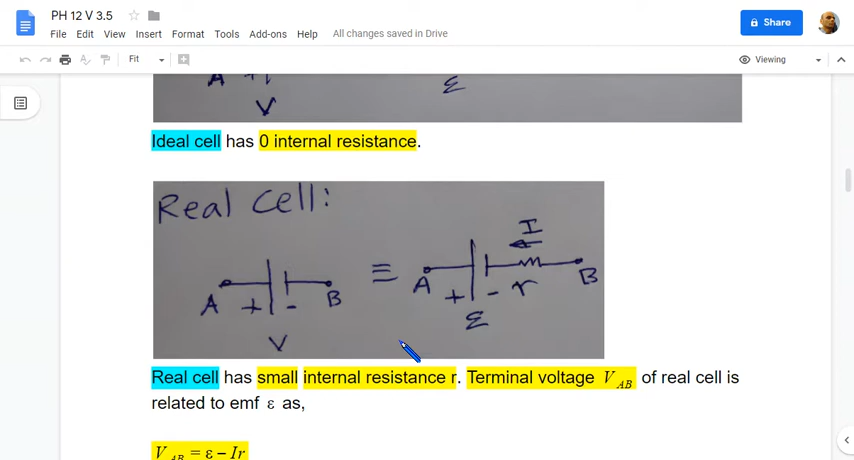 PH 12 V 3.5
File Edit View Insert Format Tools Add-ons Help All changes saved in Drive
Share
Fit
Viewing
A + ε
V
Ideal cell has 0 internal resistance.
Real Cell:
I
A + - B ≡ A + - r B
V ε
Real cell has small internal resistance r. Terminal voltage V_AB of real cell is
related to emf ε as,
V_AB = ε – Ir